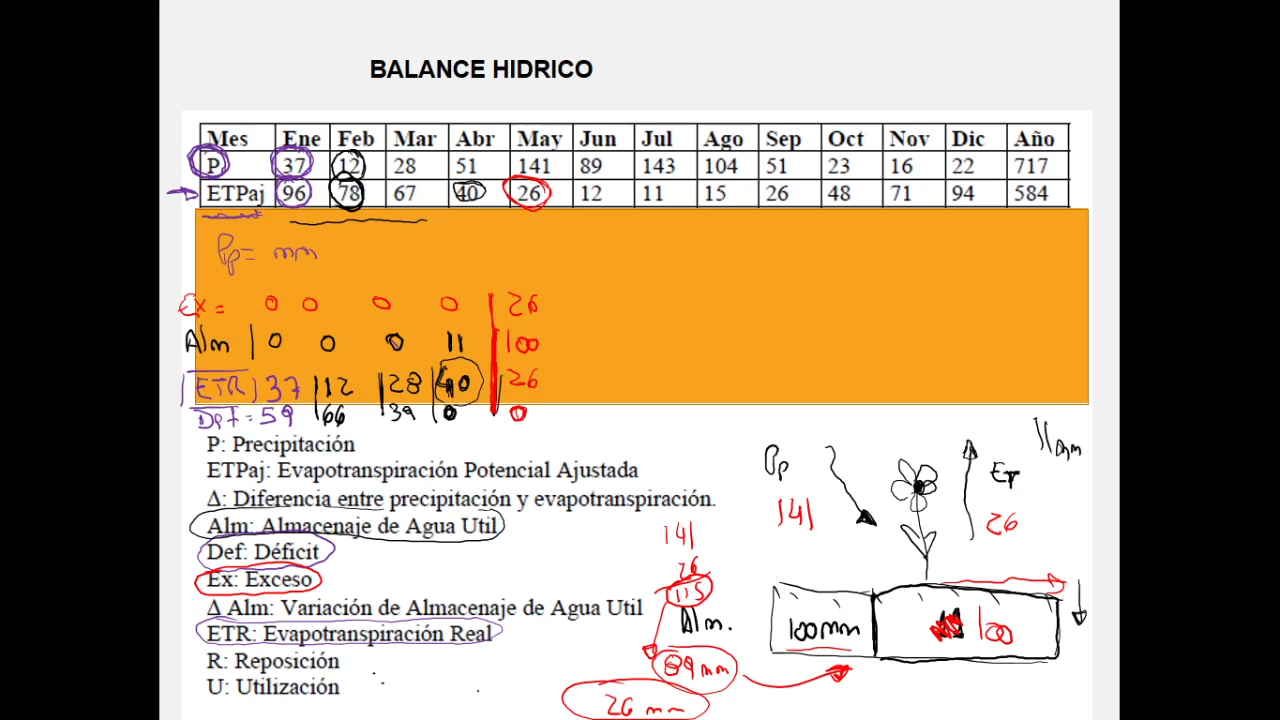 BALANCE HIDRICO
Mes Ene Feb Mar Abr May Jun Jul Ago Sep Oct Nov Dic Año
P 37 12 28 51 141 89 143 104 51 23 16 22 717
ETPaj 96 78 67 40 26 12 11 15 26 48 71 94 584
Pp = mm
Ex = 0 0 0 0 26
Alm 0 0 0 11 100
ETR 37 12 28 40 26
Def = 59 66 39 0 0
P: Precipitación
ETPaj: Evapotranspiración Potencial Ajustada
Δ: Diferencia entre precipitación y evapotranspiración.
Alm: Almacenaje de Agua Util
Def: Déficit
Ex: Exceso
Δ Alm: Variación de Almacenaje de Agua Util
ETR: Evapotranspiración Real
R: Reposición
U: Utilización
Pp
141
ET
26
11mm
141
26
115
Alm.
100mm
100
89 mm
26 mm